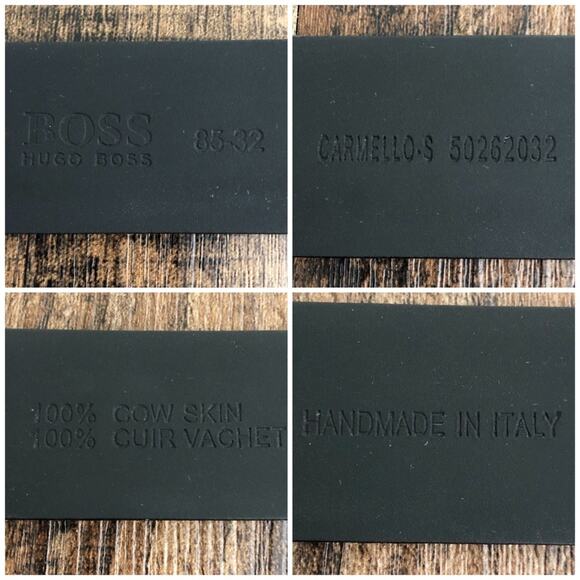 BOSS 85-32
HUGO BOSS
CARMELLO-S 50262032
100% COW SKIN
100% CUIR VACHET
HANDMADE IN ITALY